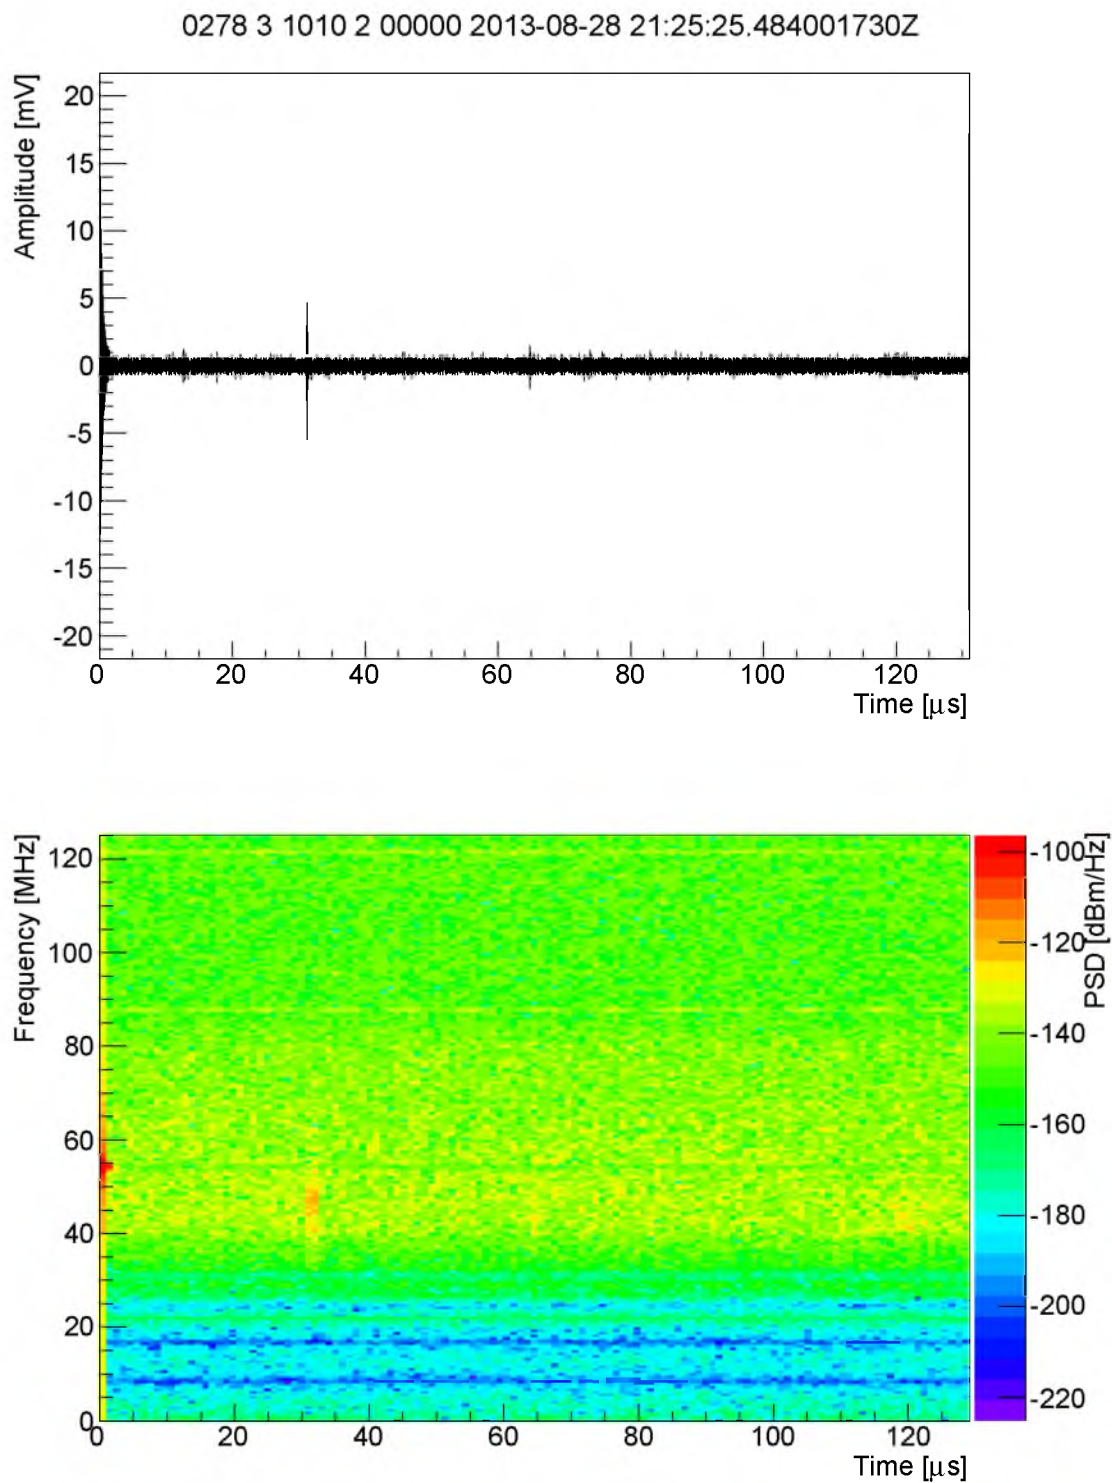 0278 3 1010 2 00000 2013-08-28 21:25:25.484001730Z
Amplitude [mV]
20
15
10
5
0
-5
-10
-15
-20
0 20 40 60 80 100 120
Time [μs]
Frequency [MHz]
120
100
80
60
40
20
0
0 20 40 60 80 100 120
Time [μs]
PSD [dBm/Hz]
-100
-120
-140
-160
-180
-200
-220